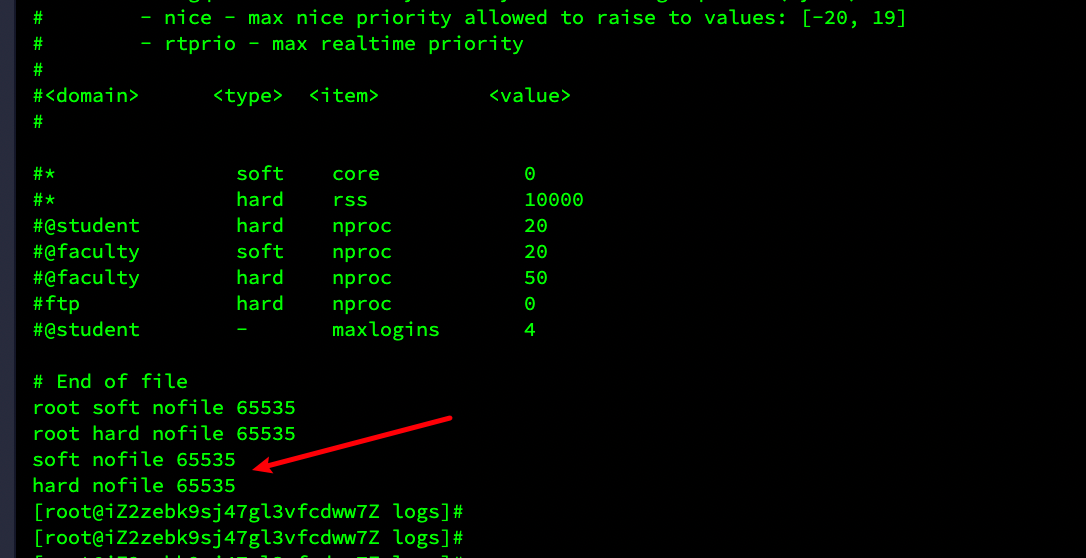 #        - nice - max nice priority allowed to raise to values: [-20, 19]
#        - rtprio - max realtime priority
#
#<domain>      <type>  <item>         <value>
#

#*               soft    core            0
#*               hard    rss             10000
#@student        hard    nproc           20
#@faculty        soft    nproc           20
#@faculty        hard    nproc           50
#ftp             hard    nproc           0
#@student        -       maxlogins       4

# End of file
root soft nofile 65535
root hard nofile 65535
soft nofile 65535
hard nofile 65535
[root@iZ2zebk9sj47gl3vfcdww7Z logs]#
[root@iZ2zebk9sj47gl3vfcdww7Z logs]#